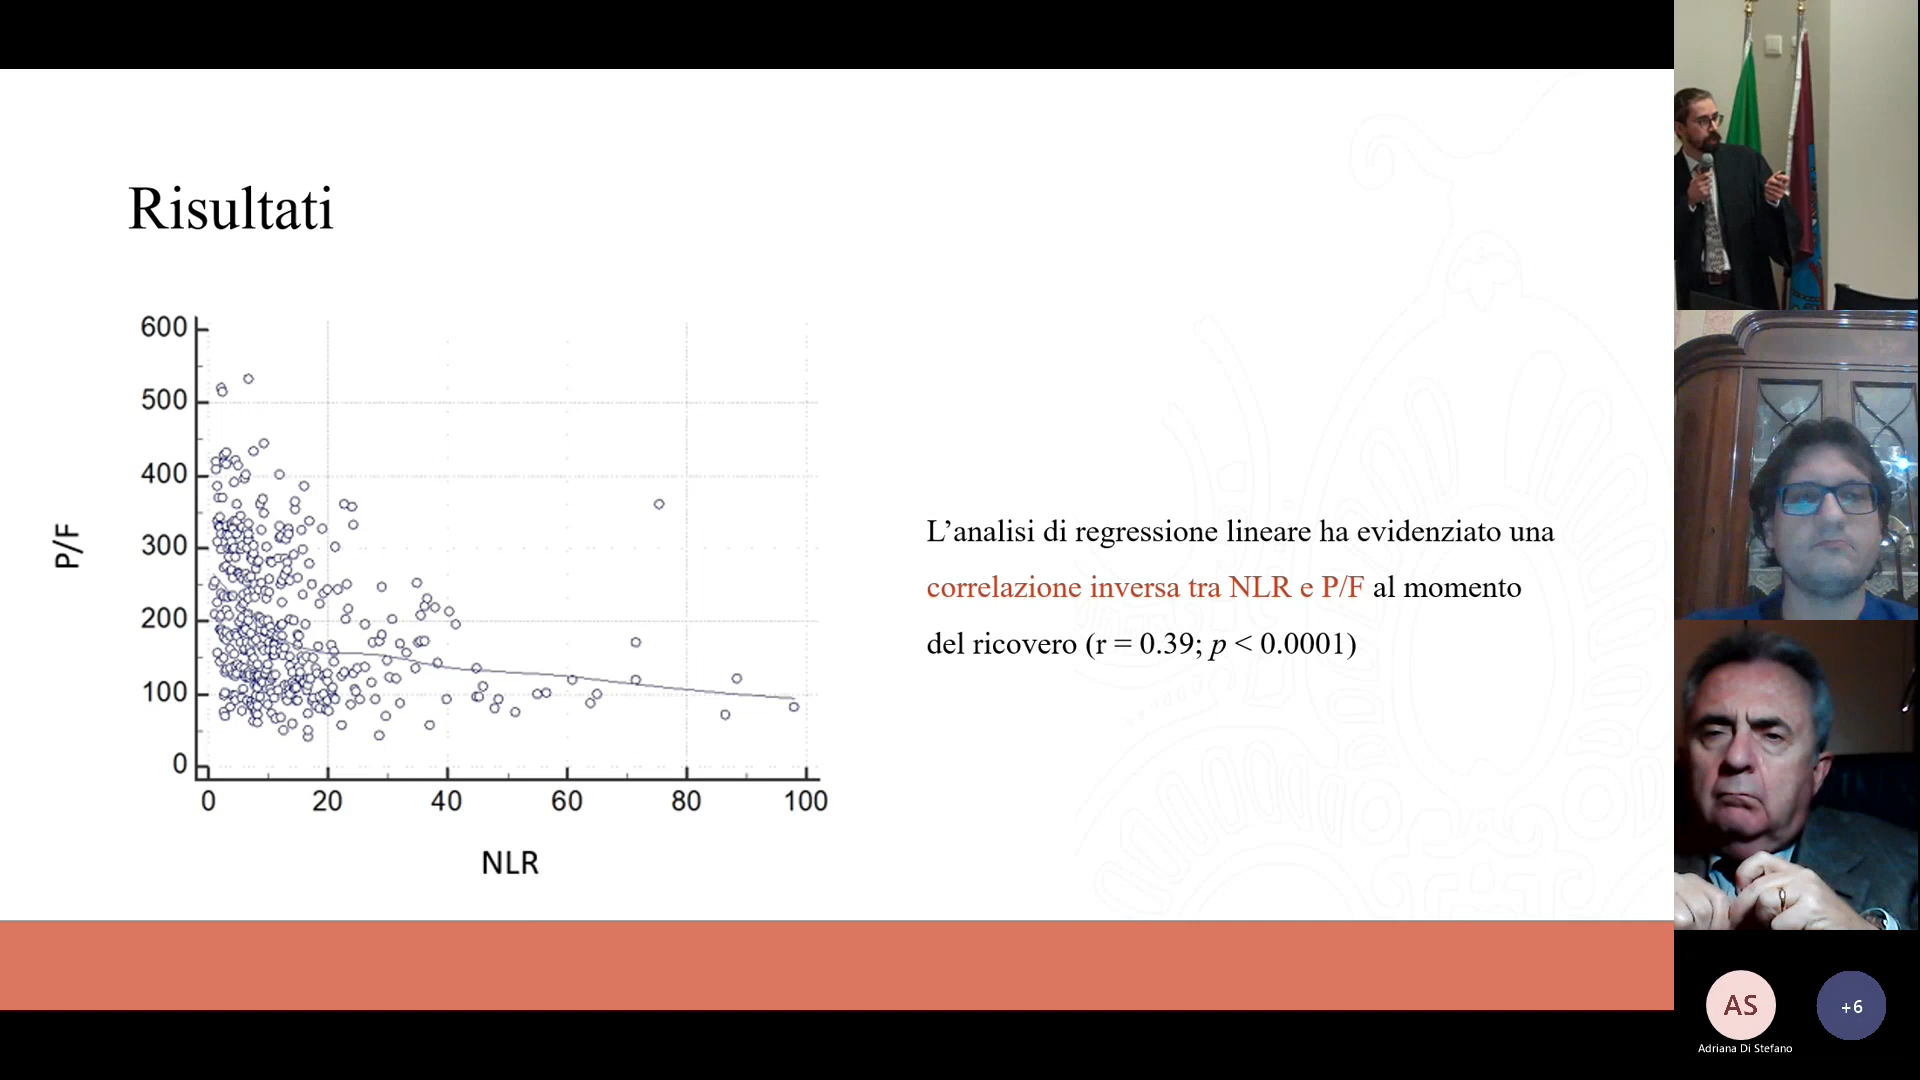 Risultati
600
500
400
300
200
100
0
P/F
0 20 40 60 80 100
NLR
L’analisi di regressione lineare ha evidenziato una
correlazione inversa tra NLR e P/F al momento
del ricovero (r = 0.39; p < 0.0001)
AS
+6
Adriana Di Stefano